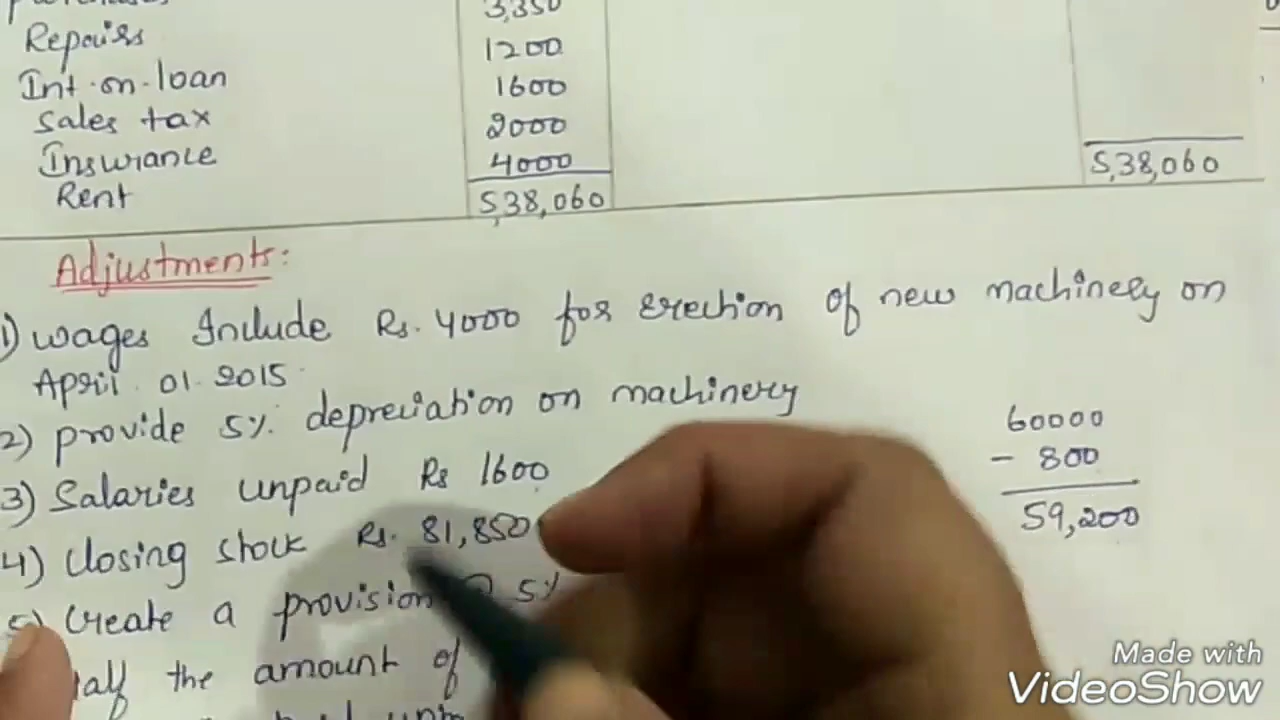 3,350
Repairs 1200
Int. on. loan 1600
Sales tax 2000
Insurance 4000
Rent 5,38,060 5,38,060
Adjustments:
1) wages Include Rs. 4000 for Erection of new machinery on
April 01. 2015
2) provide 5% depreciation on machinery
3) Salaries unpaid Rs 1600
4) closing stock Rs. 81,850
5) Create a provision @ 5%
half the amount of
60000
- 800
59,200
Made with
VideoShow